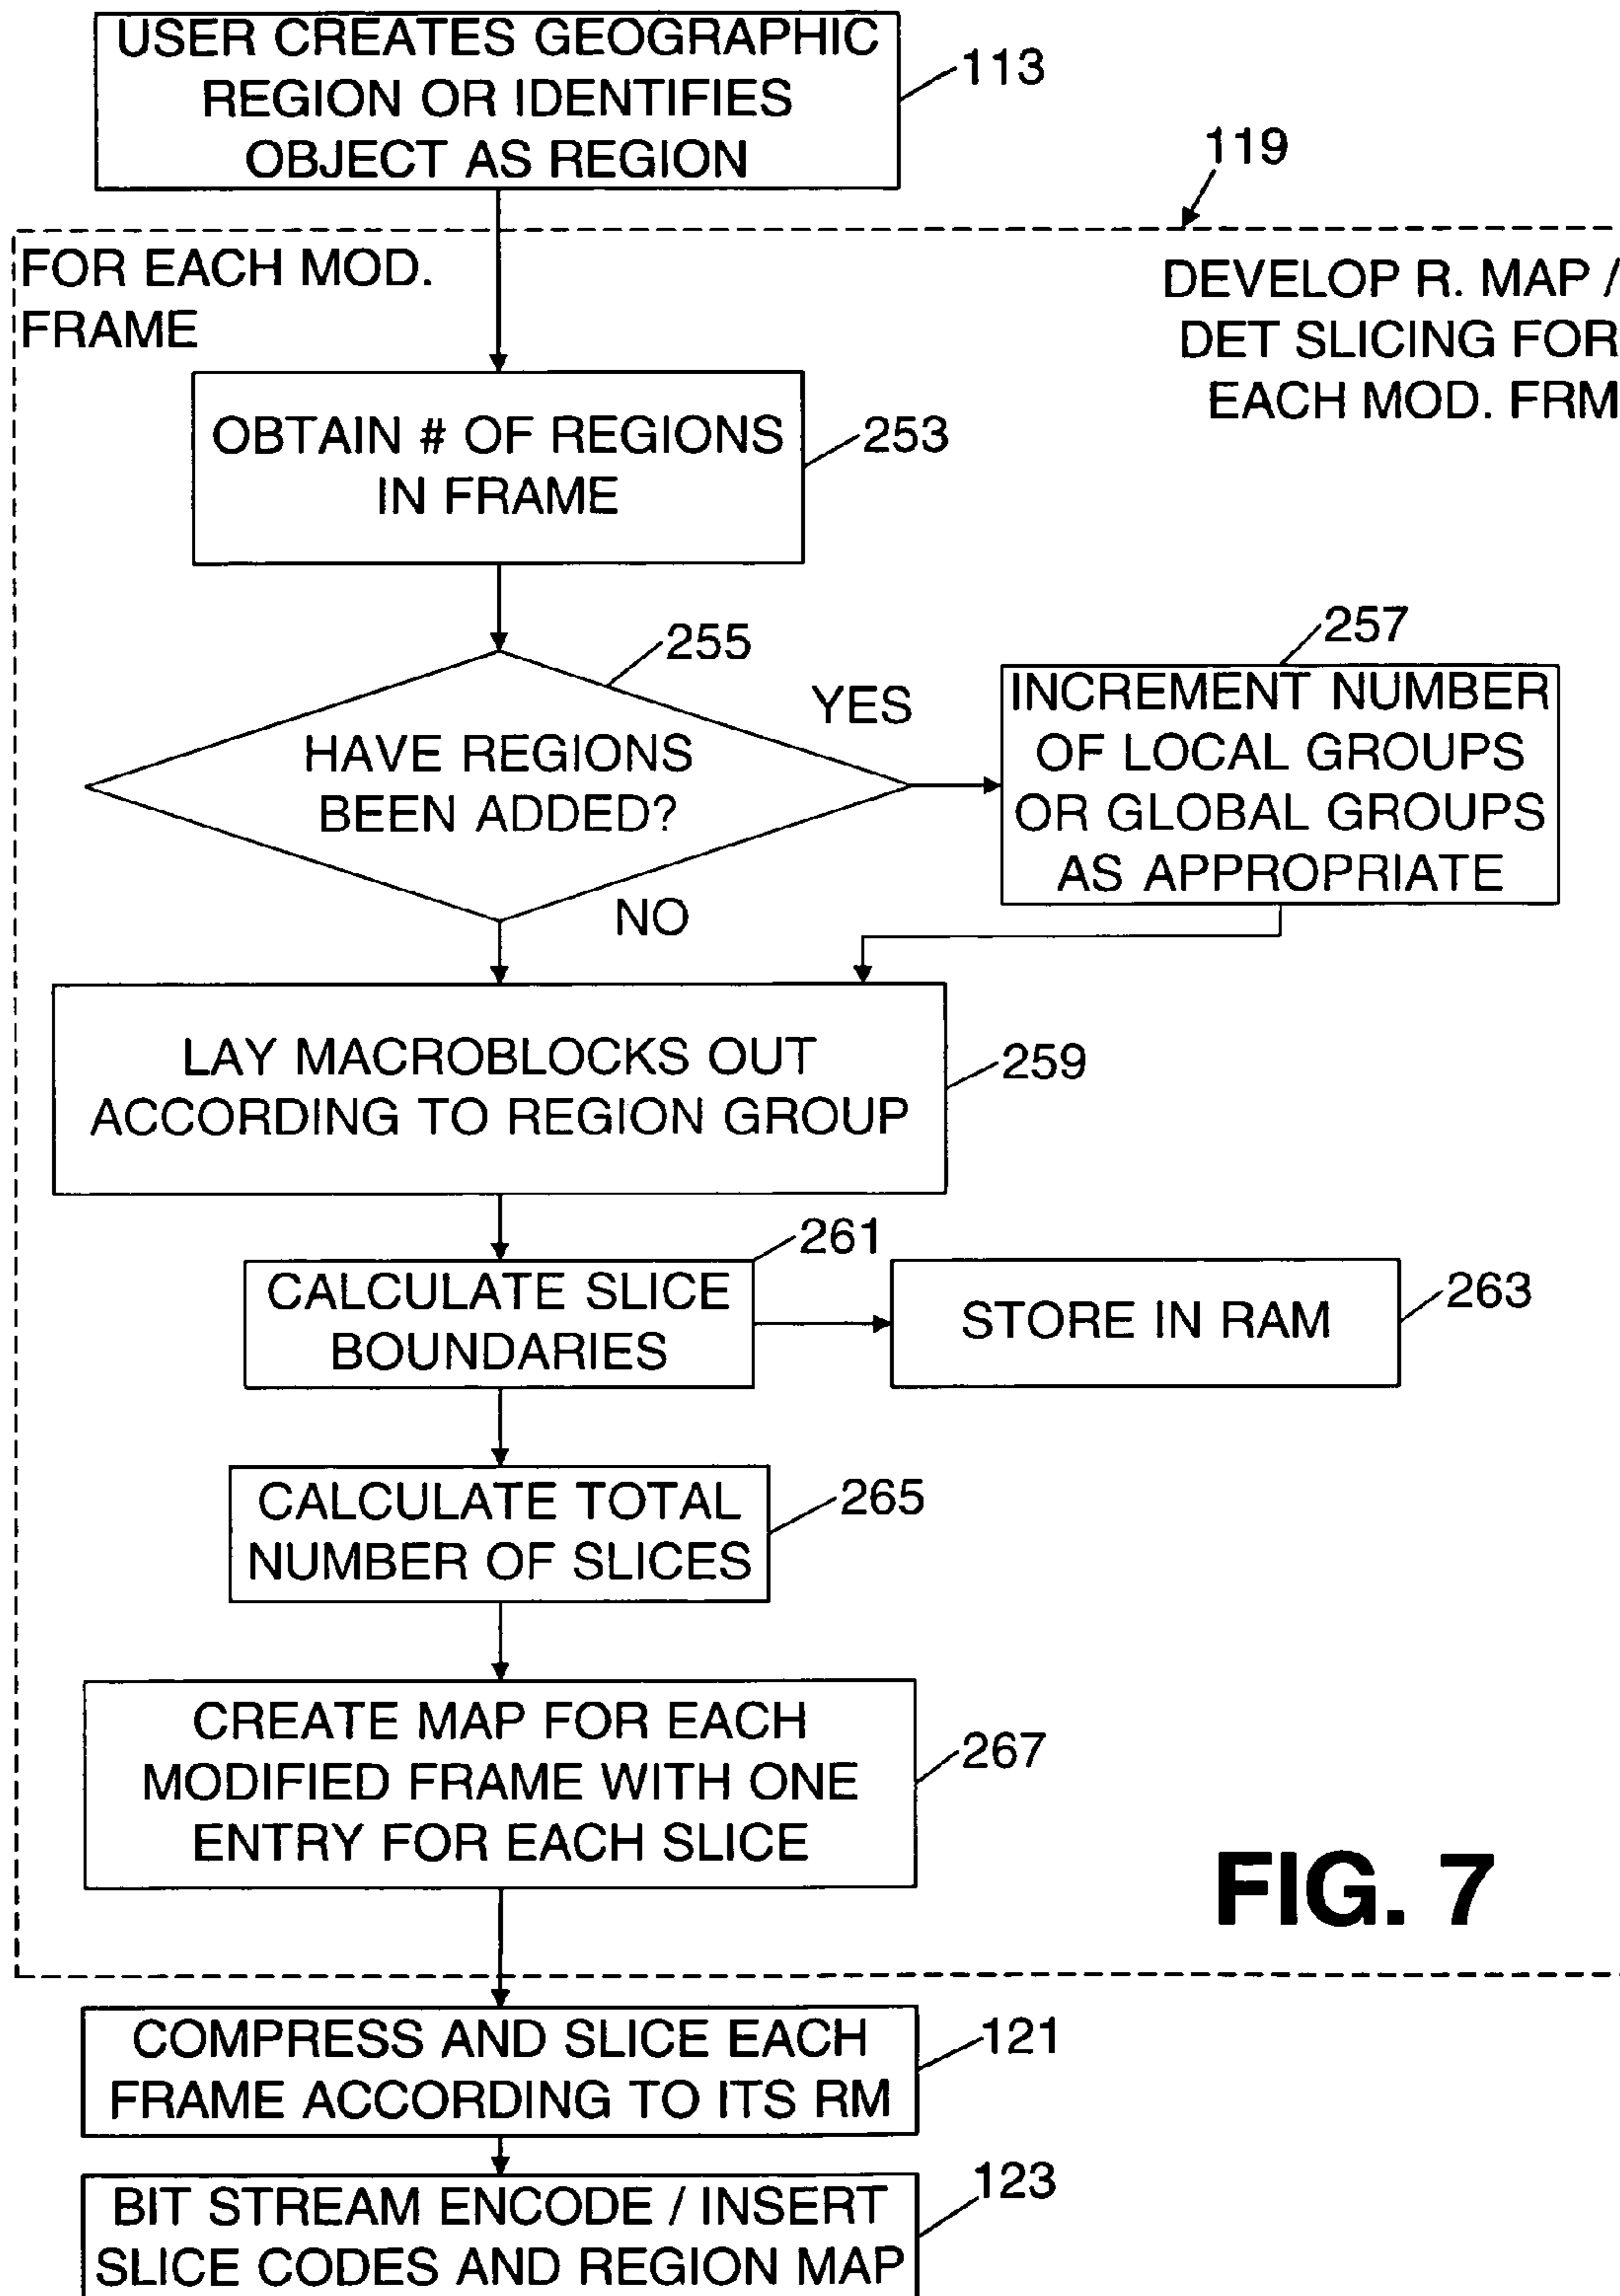 USER CREATES GEOGRAPHIC
REGION OR IDENTIFIES
OBJECT AS REGION
113
119
FOR EACH MOD.
FRAME
DEVELOP R. MAP /
DET SLICING FOR
EACH MOD. FRM
OBTAIN # OF REGIONS
IN FRAME
253
255
HAVE REGIONS
BEEN ADDED?
YES
NO
257
INCREMENT NUMBER
OF LOCAL GROUPS
OR GLOBAL GROUPS
AS APPROPRIATE
LAY MACROBLOCKS OUT
ACCORDING TO REGION GROUP
259
CALCULATE SLICE
BOUNDARIES
261
STORE IN RAM
263
CALCULATE TOTAL
NUMBER OF SLICES
265
CREATE MAP FOR EACH
MODIFIED FRAME WITH ONE
ENTRY FOR EACH SLICE
267
FIG. 7
COMPRESS AND SLICE EACH
FRAME ACCORDING TO ITS RM
121
BIT STREAM ENCODE / INSERT
SLICE CODES AND REGION MAP
123